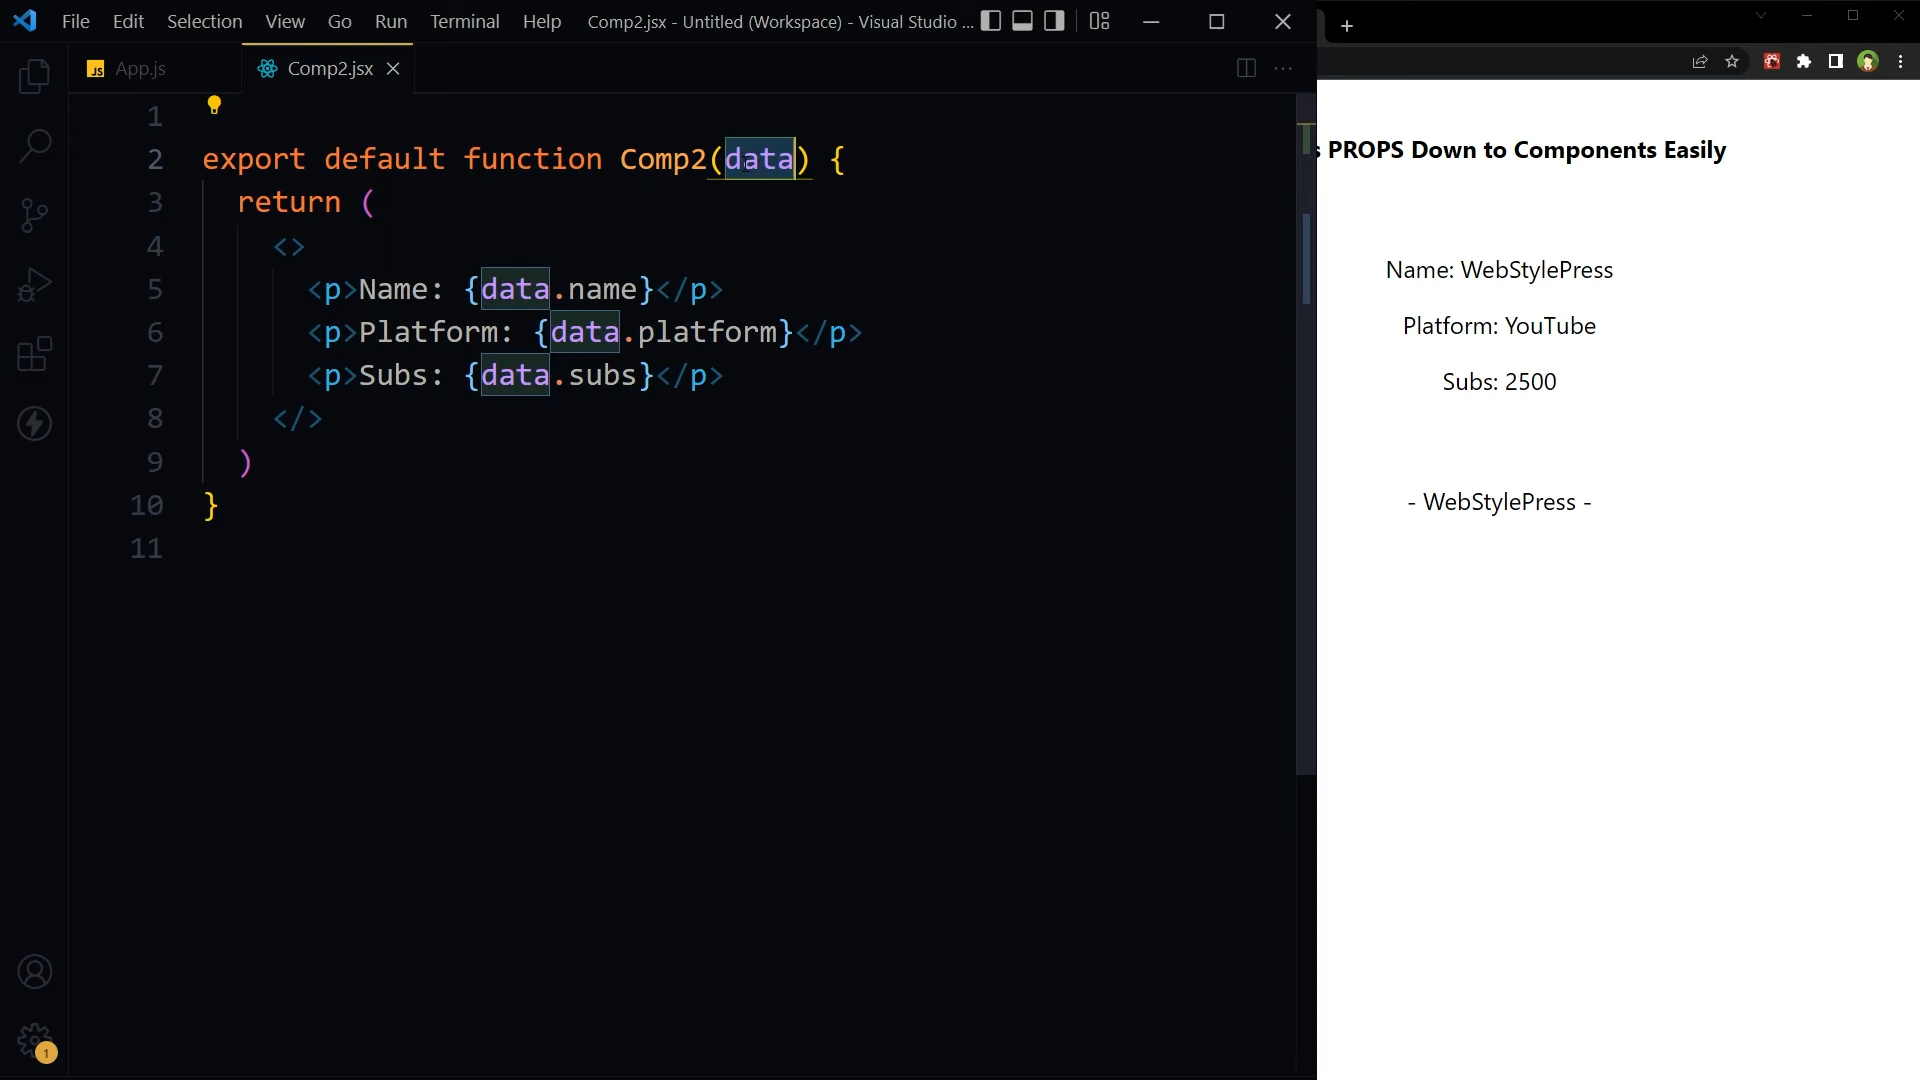 File Edit Selection View Go Run Terminal Help Comp2.jsx - Untitled (Workspace) - Visual Studio ...
App.js Comp2.jsx
1
2 export default function Comp2(data) {
3 return (
4 <>
5 <p>Name: {data.name}</p>
6 <p>Platform: {data.platform}</p>
7 <p>Subs: {data.subs}</p>
8 </>
9 )
10 }
11
1
PROPS Down to Components Easily
Name: WebStylePress
Platform: YouTube
Subs: 2500
- WebStylePress -